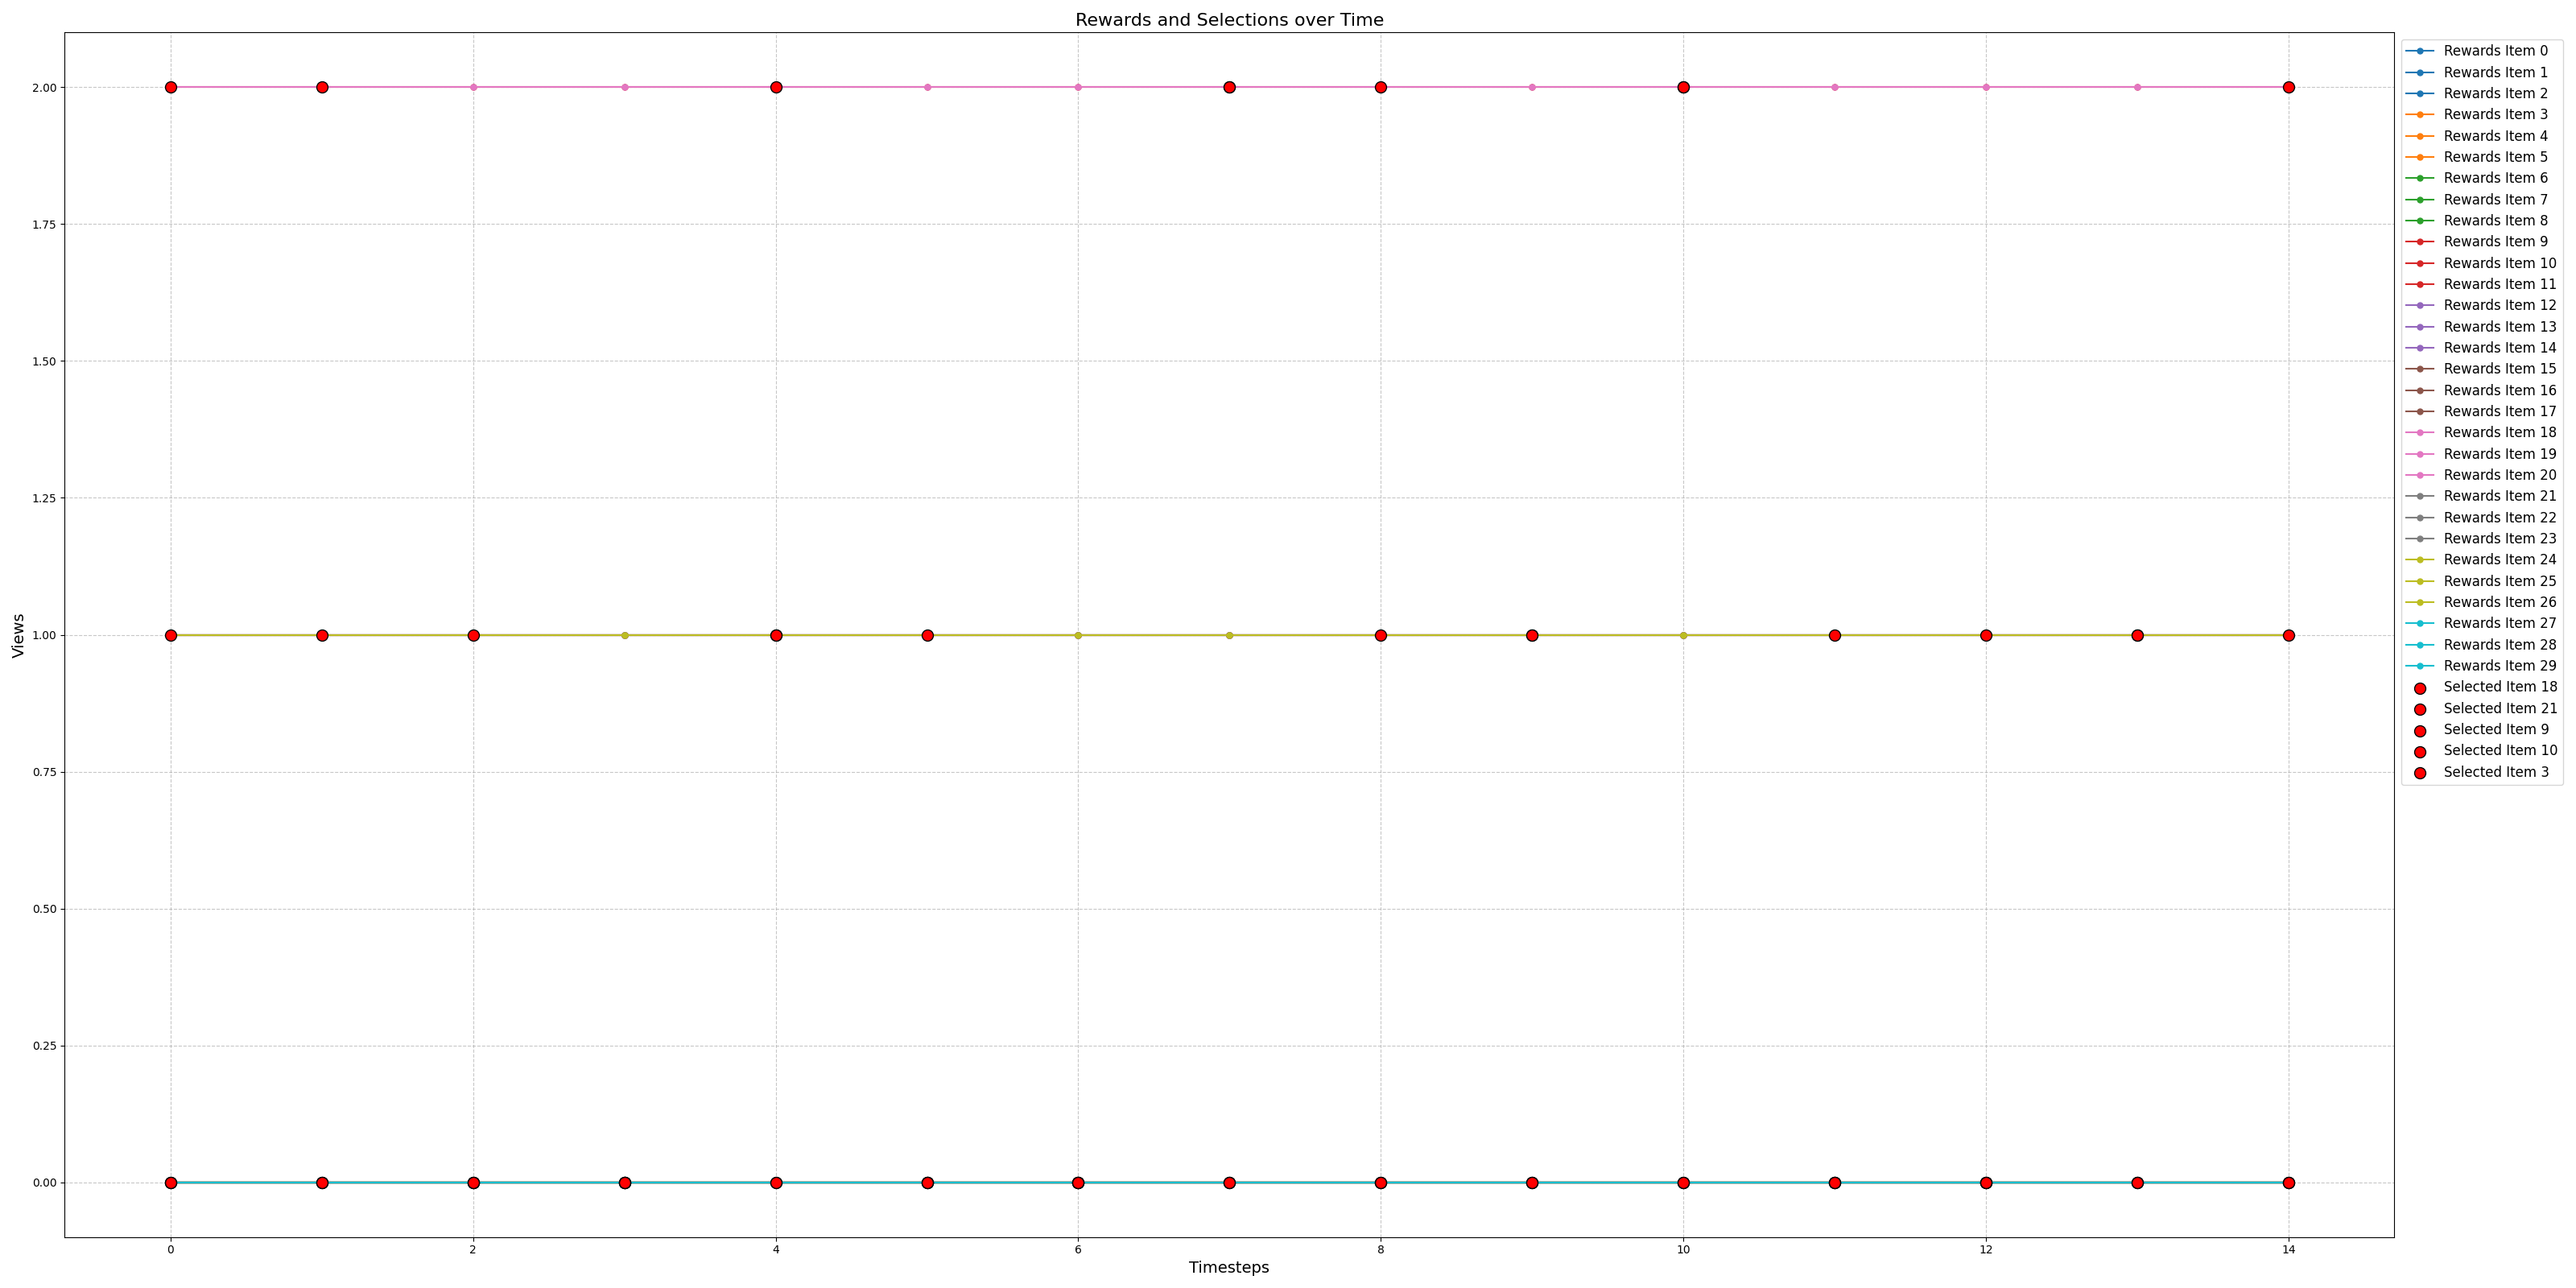 Rewards and Selections over Time
Views
2.00
1.75
1.50
1.25
1.00
0.75
0.50
0.25
0.00
0 2 4 6 8 10 12 14
Timesteps
Rewards Item 0
Rewards Item 1
Rewards Item 2
Rewards Item 3
Rewards Item 4
Rewards Item 5
Rewards Item 6
Rewards Item 7
Rewards Item 8
Rewards Item 9
Rewards Item 10
Rewards Item 11
Rewards Item 12
Rewards Item 13
Rewards Item 14
Rewards Item 15
Rewards Item 16
Rewards Item 17
Rewards Item 18
Rewards Item 19
Rewards Item 20
Rewards Item 21
Rewards Item 22
Rewards Item 23
Rewards Item 24
Rewards Item 25
Rewards Item 26
Rewards Item 27
Rewards Item 28
Rewards Item 29
Selected Item 18
Selected Item 21
Selected Item 9
Selected Item 10
Selected Item 3